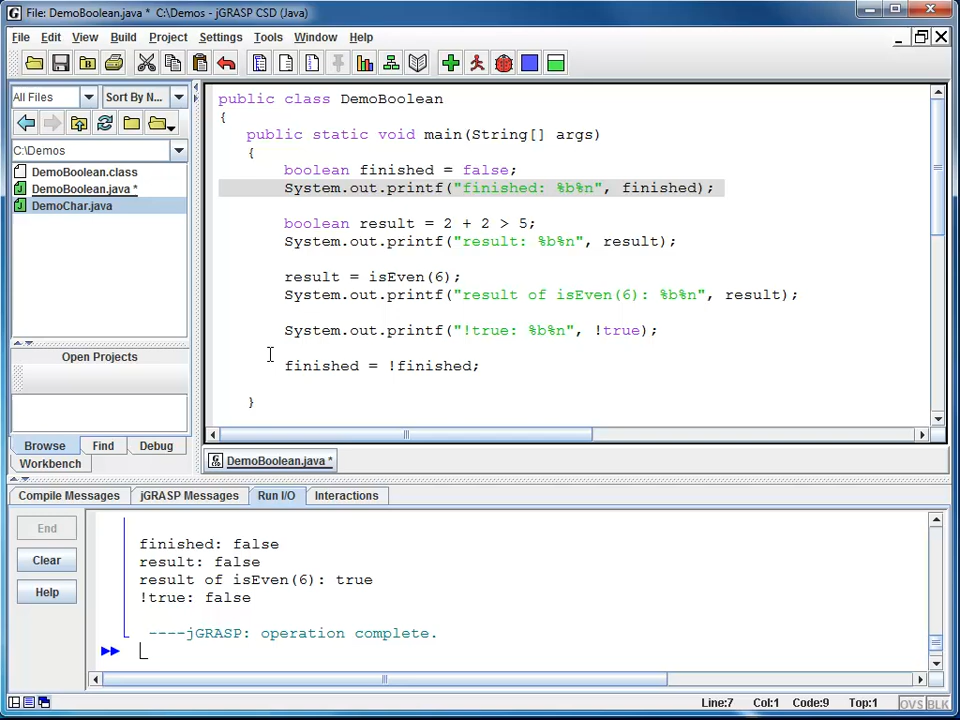 File: DemoBoolean.java *  C:\Demos - jGRASP CSD (Java)
File Edit View Build Project Settings Tools Window Help
All Files Sort By N...
C:\Demos
DemoBoolean.class
DemoBoolean.java *
DemoChar.java
Open Projects
Browse Find Debug
Workbench
public class DemoBoolean
{
public static void main(String[] args)
{
boolean finished = false;
System.out.printf("finished: %b%n", finished);
boolean result = 2 + 2 > 5;
System.out.printf("result: %b%n", result);
result = isEven(6);
System.out.printf("result of isEven(6): %b%n", result);
System.out.printf("!true: %b%n", !true);
finished = !finished;
}
DemoBoolean.java *
Compile Messages jGRASP Messages Run I/O Interactions
End
Clear
Help
finished: false
result: false
result of isEven(6): true
!true: false
----jGRASP: operation complete.
Line:7 Col:1 Code:9 Top:1 OVS BLK